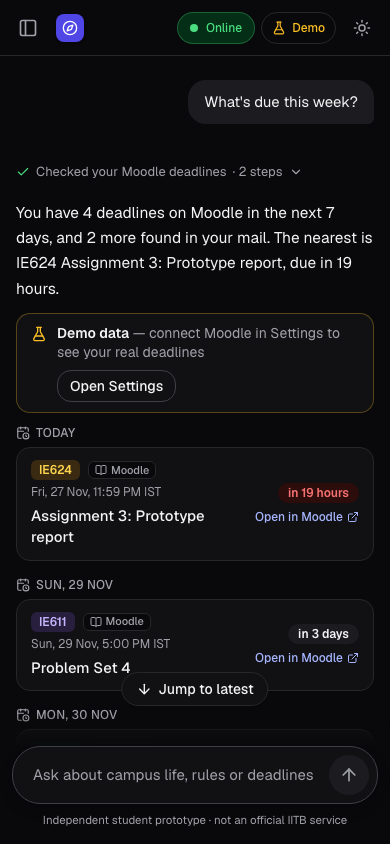 Online
Demo
What's due this week?
Checked your Moodle deadlines · 2 steps
You have 4 deadlines on Moodle in the next 7
days, and 2 more found in your mail. The nearest is
IE624 Assignment 3: Prototype report, due in 19
hours.
Demo data — connect Moodle in Settings to
see your real deadlines
Open Settings
TODAY
IE624 Moodle
Fri, 27 Nov, 11:59 PM IST
in 19 hours
Assignment 3: Prototype
report
Open in Moodle
SUN, 29 NOV
IE611 Moodle
Sun, 29 Nov, 5:00 PM IST
in 3 days
Problem Set 4
Open in Moodle
Jump to latest
MON, 30 NOV
Ask about campus life, rules or deadlines
Independent student prototype · not an official IITB service